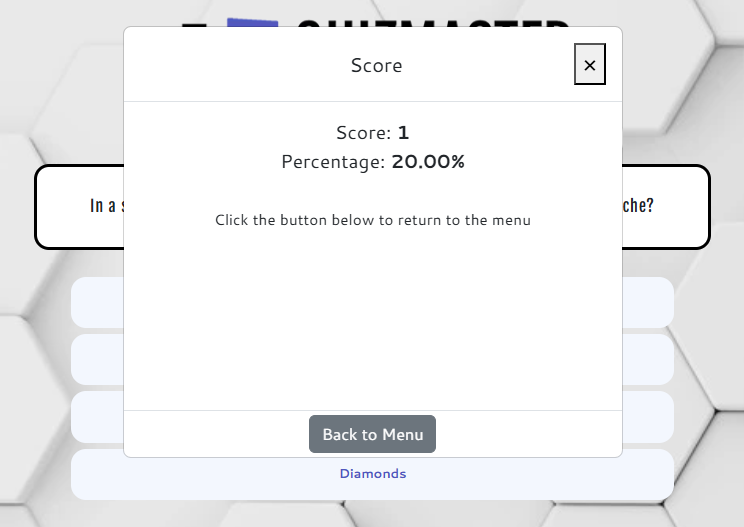 QUIZMASTER
Score
×
Score: 1
Percentage: 20.00%
In a
che?
Click the button below to return to the menu
Back to Menu
Diamonds